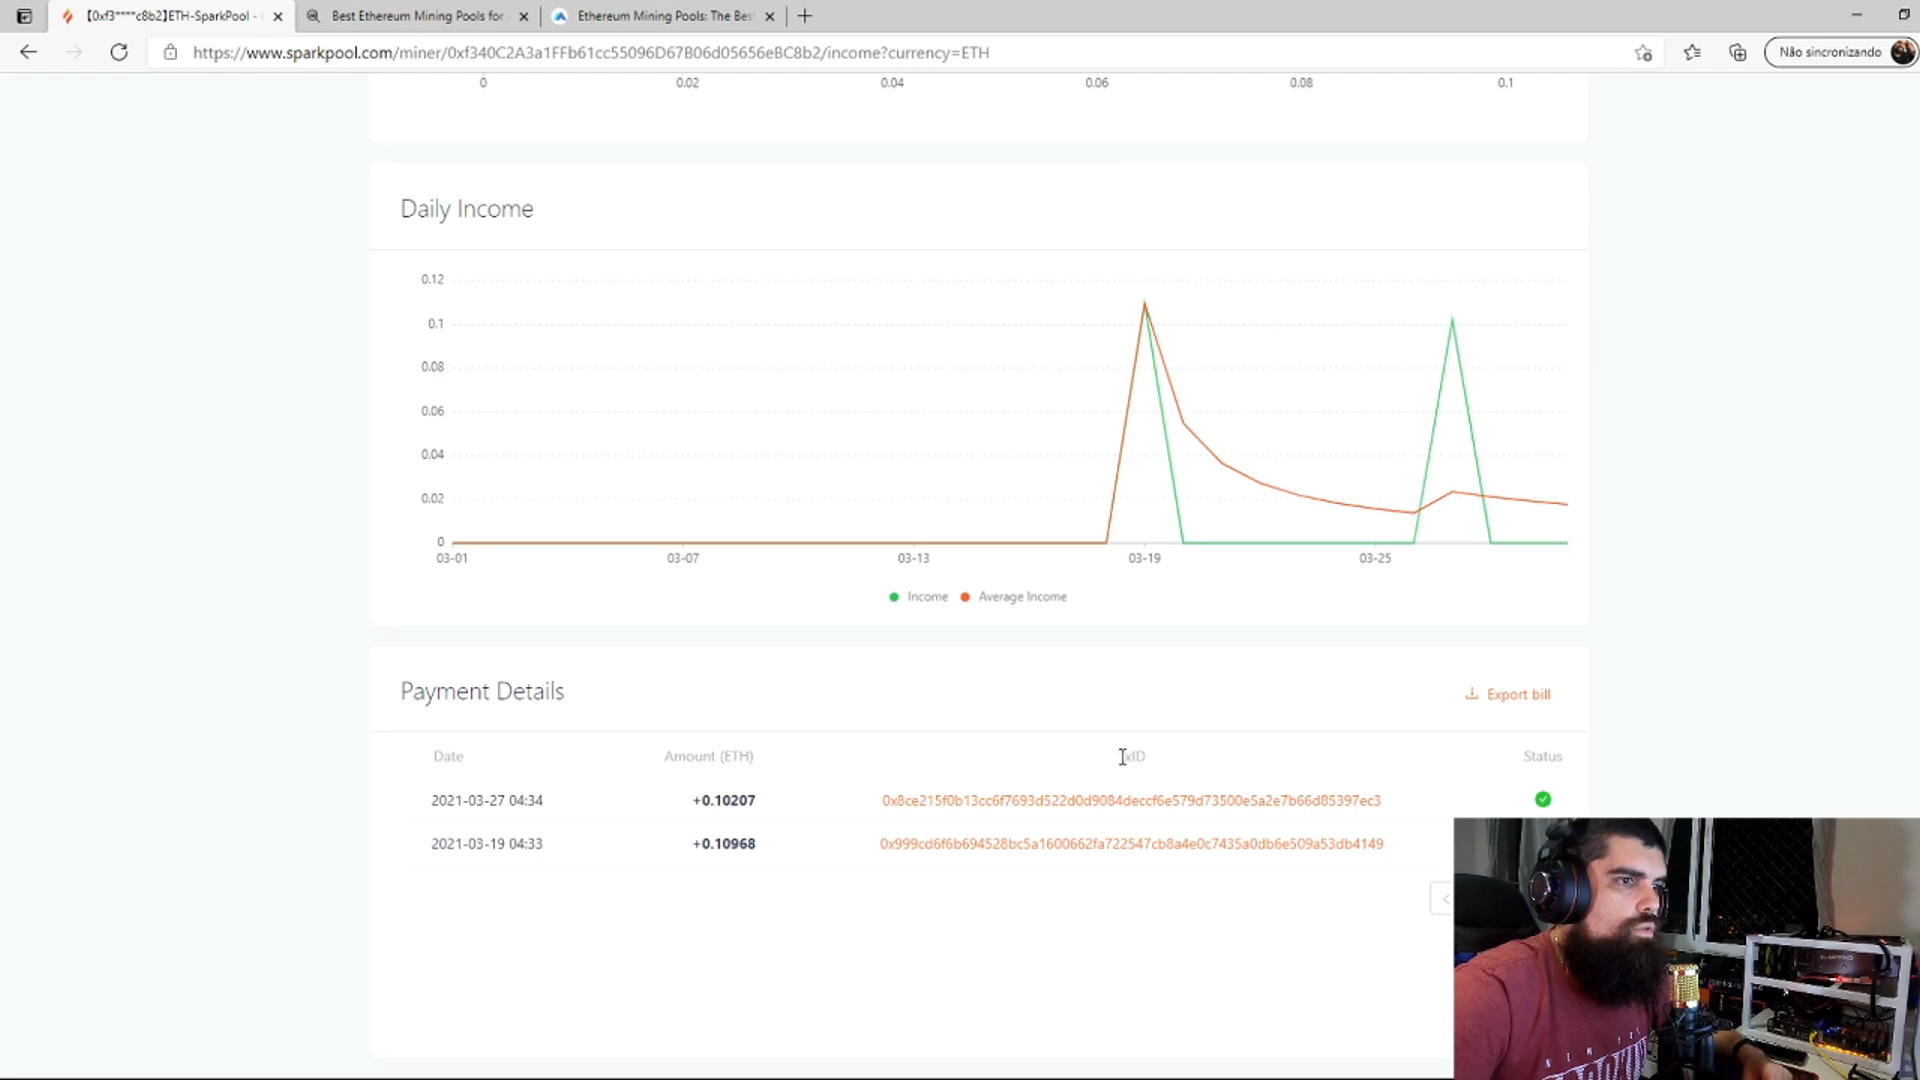 【0xf3****c8b2】ETH-SparkPool -
Best Ethereum Mining Pools for
Ethereum Mining Pools: The Bes
https://www.sparkpool.com/miner/0xf340C2A3a1FFb61cc55096D67B06d05656eBC8b2/income?currency=ETH
Não sincronizando
0 0.02 0.04 0.06 0.08 0.1
Daily Income
0.12
0.1
0.08
0.06
0.04
0.02
0
03-01 03-07 03-13 03-19 03-25
Income Average Income
Payment Details
Export bill
Date Amount (ETH) TxID Status
2021-03-27 04:34 +0.10207 0x8ce215f0b13cc6f7693d522d0d9084deccf6e579d73500e5a2e7b66d85397ec3
2021-03-19 04:33 +0.10968 0x999cd6f6b694528bc5a1600662fa722547cb8a4e0c7435a0db6e509a53db4149